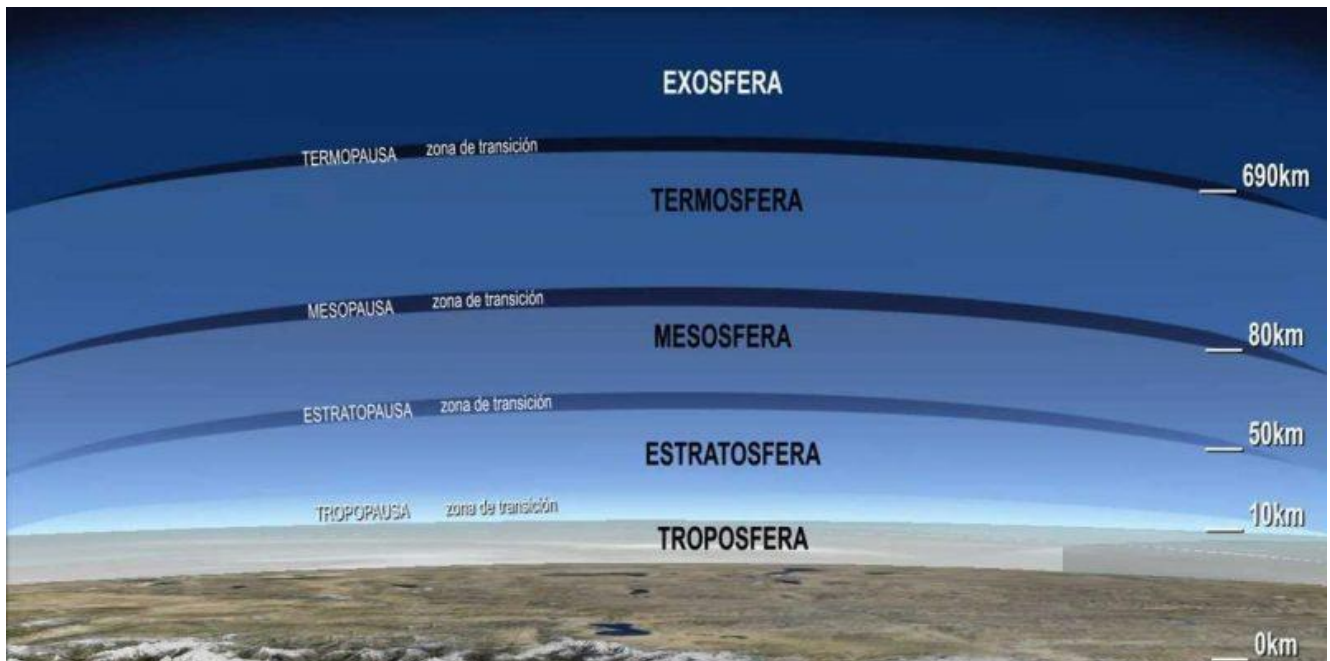 EXOSFERA
TERMOPAUSA zona de transición
690km
TERMOSFERA
MESOPAUSA zona de transición
80km
MESOSFERA
ESTRATOPAUSA zona de transición
50km
ESTRATOSFERA
TROPOPAUSA zona de transición
10km
TROPOSFERA
0km